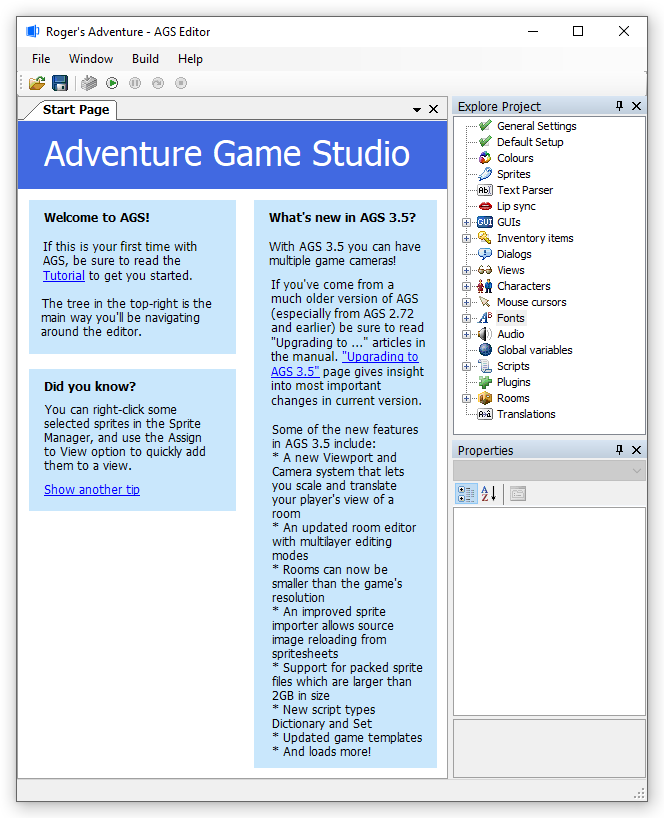 Roger's Adventure - AGS Editor
File Window Build Help
Start Page
Adventure Game Studio
Welcome to AGS!
If this is your first time with
AGS, be sure to read the
Tutorial to get you started.
The tree in the top-right is the
main way you'll be navigating
around the editor.
Did you know?
You can right-click some
selected sprites in the Sprite
Manager, and use the Assign
to View option to quickly add
them to a view.
Show another tip
What's new in AGS 3.5?
With AGS 3.5 you can have
multiple game cameras!
If you've come from a
much older version of AGS
(especially from AGS 2.72
and earlier) be sure to read
"Upgrading to ..." articles in
the manual. "Upgrading to
AGS 3.5" page gives insight
into most important
changes in current version.
Some of the new features
in AGS 3.5 include:
* A new Viewport and
Camera system that lets
you scale and translate
your player's view of a
room
* An updated room editor
with multilayer editing
modes
* Rooms can now be
smaller than the game's
resolution
* An improved sprite
importer allows source
image reloading from
spritesheets
* Support for packed sprite
files which are larger than
2GB in size
* New script types
Dictionary and Set
* Updated game templates
* And loads more!
Explore Project
General Settings
Default Setup
Colours
Sprites
Ab Text Parser
Lip sync
GUI GUIs
Inventory items
Dialogs
Views
Characters
Mouse cursors
AB Fonts
Audio
Global variables
Scripts
Plugins
Rooms
Translations
Properties
A
Z